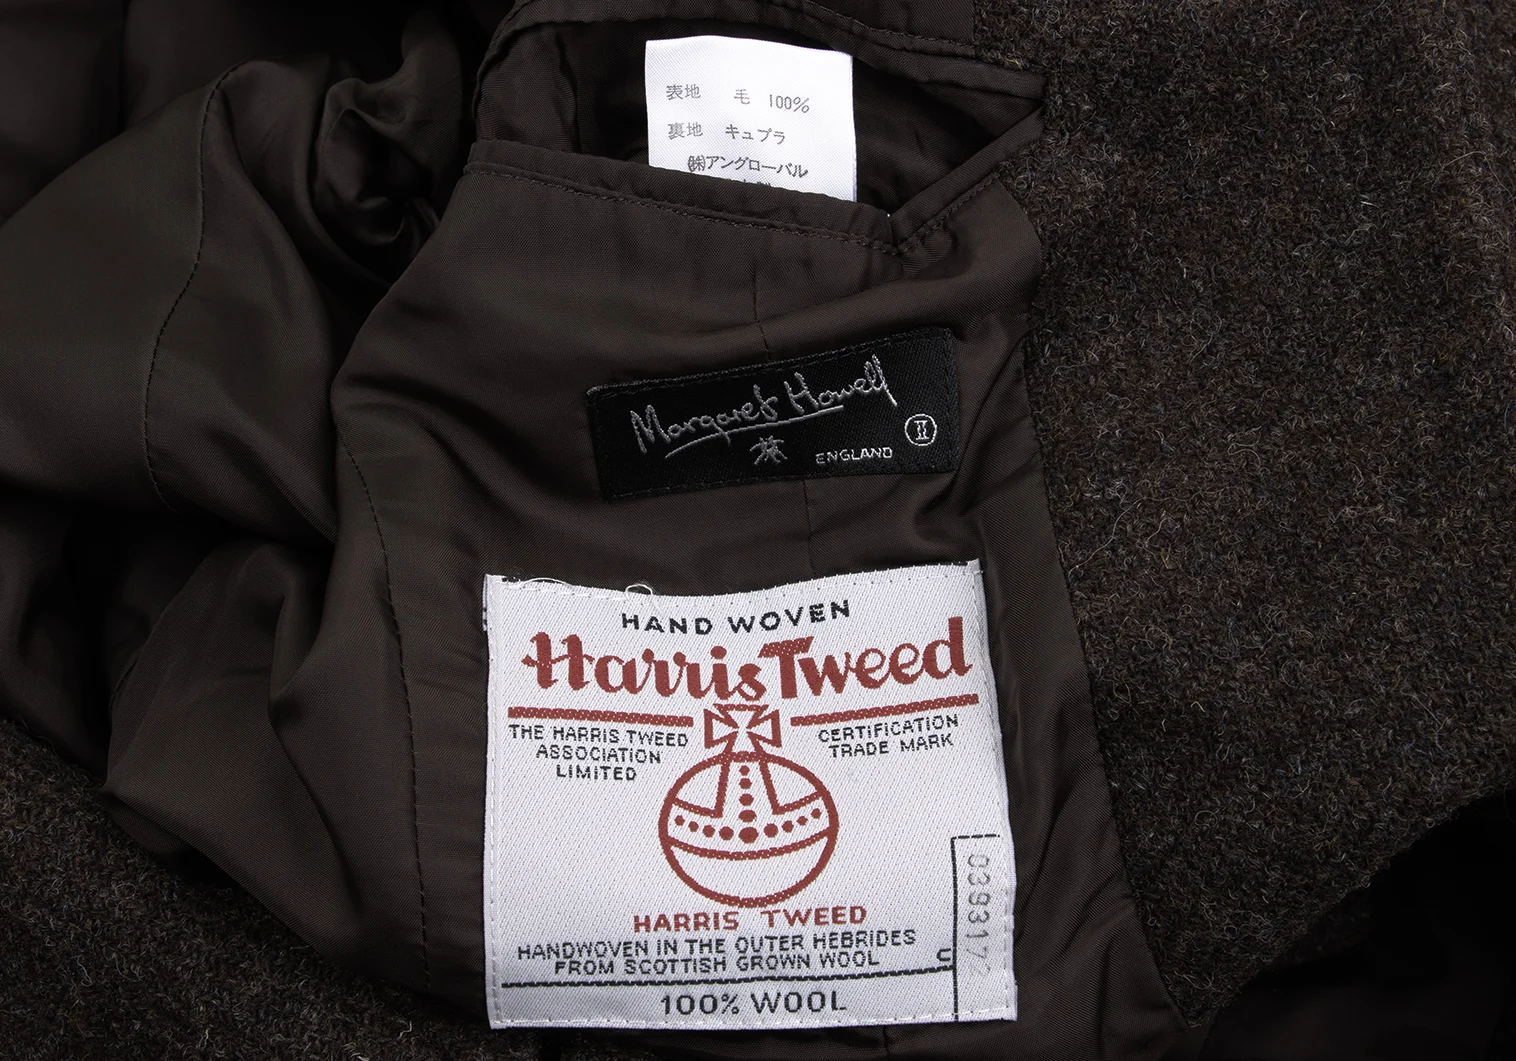 表地 毛 100%
裏地 キュプラ
㈱アングローバル
Margaret Howell
ENGLAND
II
HAND WOVEN
Harris Tweed
THE HARRIS TWEED
ASSOCIATION
LIMITED
CERTIFICATION
TRADE MARK
HARRIS TWEED
HANDWOVEN IN THE OUTER HEBRIDES
FROM SCOTTISH GROWN WOOL
C
100% WOOL
0393172